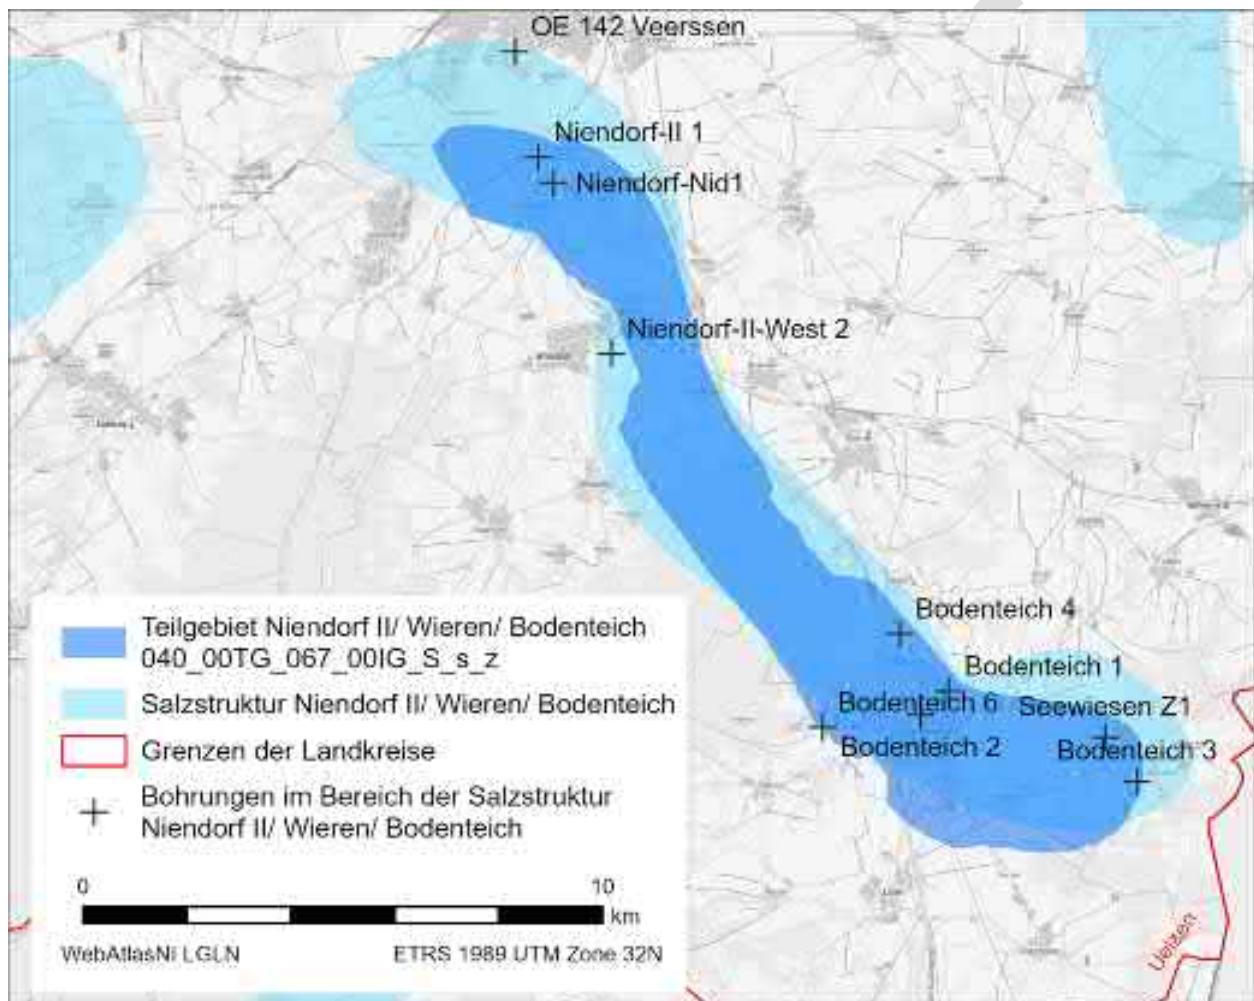 OE 142 Veerssen
Niendorf-II 1
Niendorf-Nid1
Niendorf-II-West 2
Bodenteich 4
Bodenteich 1
Bodenteich 6
Seewiesen Z1
Bodenteich 2
Bodenteich 3
Teilgebiet Niendorf II/ Wieren/ Bodenteich
040_00TG_067_00IG_S_s_z
Salzstruktur Niendorf II/ Wieren/ Bodenteich
Grenzen der Landkreise
Bohrungen im Bereich der Salzstruktur
Niendorf II/ Wieren/ Bodenteich
0 10
km
WebAtlasNI LGLN ETRS 1989 UTM Zone 32N
Uelzen